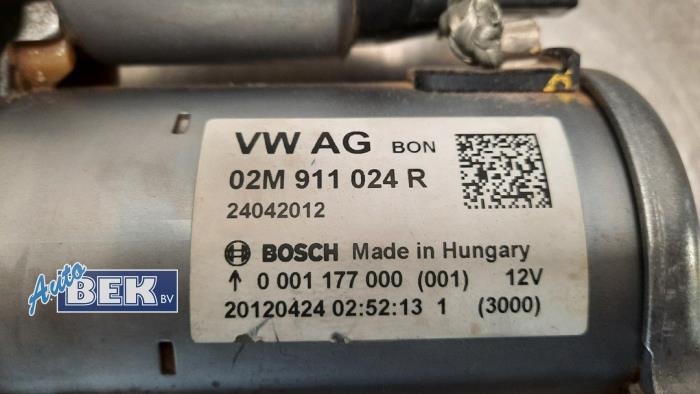 VW AG BON
02M 911 024 R
24042012
BOSCH Made in Hungary
↑ 0 001 177 000 (001) 12V
20120424 02:52:13 1 (3000)
Auto BEK BV